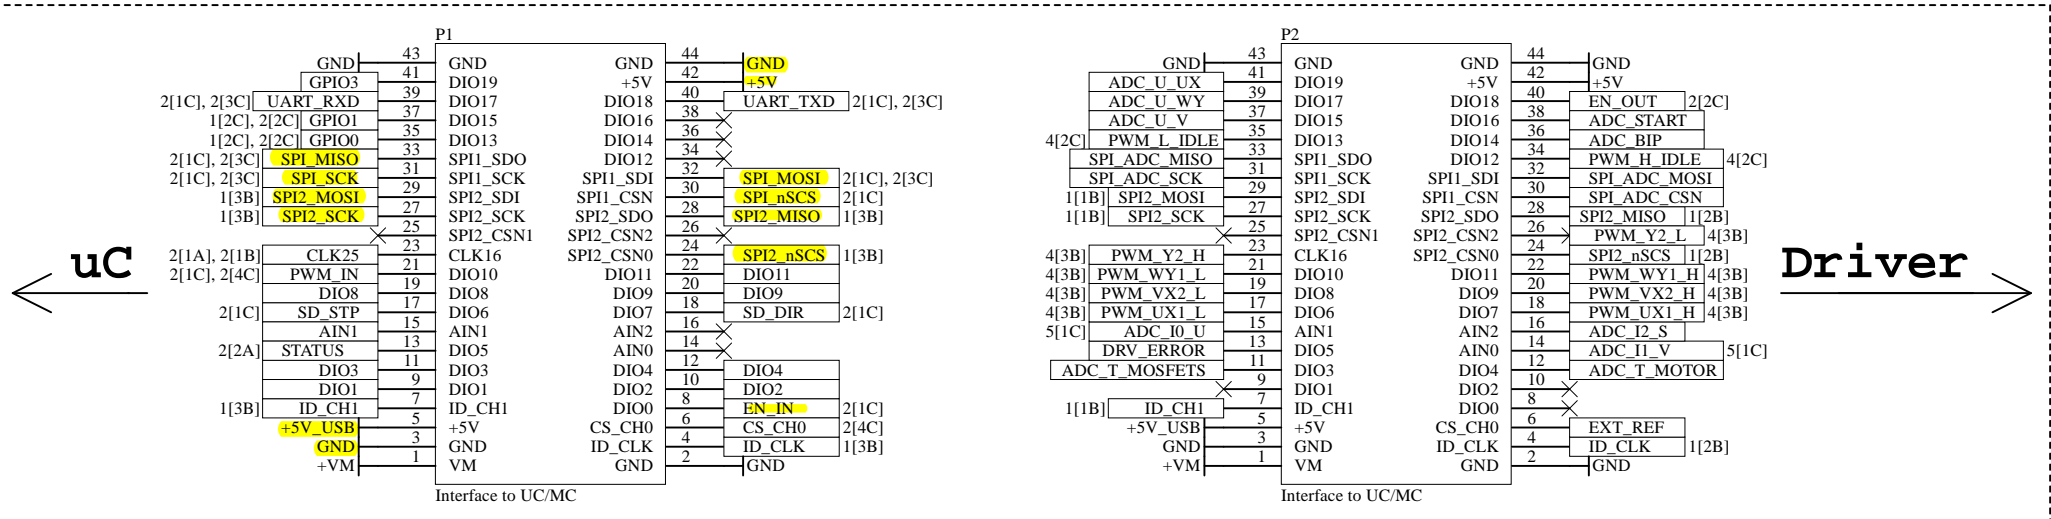 P1
GND 43 GND GND 44 GND
GPIO3 41 DIO19 +5V 42 +5V
2[1C], 2[3C] UART_RXD 39 DIO17 DIO18 40 UART_TXD 2[1C], 2[3C]
1[2C], 2[2C] GPIO1 37 DIO15 DIO16 38
1[2C], 2[2C] GPIO0 35 DIO13 DIO14 36
2[1C], 2[3C] SPI_MISO 33 SPI1_SDO DIO12 34
2[1C], 2[3C] SPI_SCK 31 SPI1_SCK SPI1_SDI 32 SPI_MOSI 2[1C], 2[3C]
1[3B] SPI2_MOSI 29 SPI2_SDI SPI1_CSN 30 SPI_nSCS 2[1C]
1[3B] SPI2_SCK 27 SPI2_SCK SPI2_SDO 28 SPI2_MISO 1[3B]
25 SPI2_CSN1 SPI2_CSN2 26
2[1A], 2[1B] CLK25 23 CLK16 SPI2_CSN0 24 SPI2_nSCS 1[3B]
2[1C], 2[4C] PWM_IN 21 DIO10 DIO11 22 DIO11
DIO8 19 DIO8 DIO9 20 DIO9
2[1C] SD_STP 17 DIO6 DIO7 18 SD_DIR 2[1C]
AIN1 15 AIN1 AIN2 16
2[2A] STATUS 13 DIO5 AIN0 14
DIO3 11 DIO3 DIO4 12 DIO4
DIO1 9 DIO1 DIO2 10 DIO2
1[3B] ID_CH1 7 ID_CH1 DIO0 8 EN_IN 2[1C]
+5V_USB 5 +5V CS_CH0 6 CS_CH0 2[4C]
GND 3 GND ID_CLK 4 ID_CLK 1[3B]
+VM 1 VM GND 2 GND
Interface to UC/MC
uC
P2
GND 43 GND GND 44 GND
ADC_U_UX 41 DIO19 +5V 42 +5V
ADC_U_WY 39 DIO17 DIO18 40 EN_OUT 2[2C]
ADC_U_V 37 DIO15 DIO16 38 ADC_START
4[2C] PWM_L_IDLE 35 DIO13 DIO14 36 ADC_BIP
SPI_ADC_MISO 33 SPI1_SDO DIO12 34 PWM_H_IDLE 4[2C]
SPI_ADC_SCK 31 SPI1_SCK SPI1_SDI 32 SPI_ADC_MOSI
1[1B] SPI2_MOSI 29 SPI2_SDI SPI1_CSN 30 SPI_ADC_CSN
1[1B] SPI2_SCK 27 SPI2_SCK SPI2_SDO 28 SPI2_MISO 1[2B]
25 SPI2_CSN1 SPI2_CSN2 26 PWM_Y2_L 4[3B]
4[3B] PWM_Y2_H 23 CLK16 SPI2_CSN0 24 SPI2_nSCS 1[2B]
4[3B] PWM_WY1_L 21 DIO10 DIO11 22 PWM_WY1_H 4[3B]
4[3B] PWM_VX2_L 19 DIO8 DIO9 20 PWM_VX2_H 4[3B]
4[3B] PWM_UX1_L 17 DIO6 DIO7 18 PWM_UX1_H 4[3B]
5[1C] ADC_I0_U 15 AIN1 AIN2 16 ADC_I2_S
DRV_ERROR 13 DIO5 AIN0 14 ADC_I1_V 5[1C]
ADC_T_MOSFETS 11 DIO3 DIO4 12 ADC_T_MOTOR
9 DIO1 DIO2 10
1[1B] ID_CH1 7 ID_CH1 DIO0 8
+5V_USB 5 +5V CS_CH0 6 EXT_REF
GND 3 GND ID_CLK 4 ID_CLK 1[2B]
+VM 1 VM GND 2 GND
Interface to UC/MC
Driver